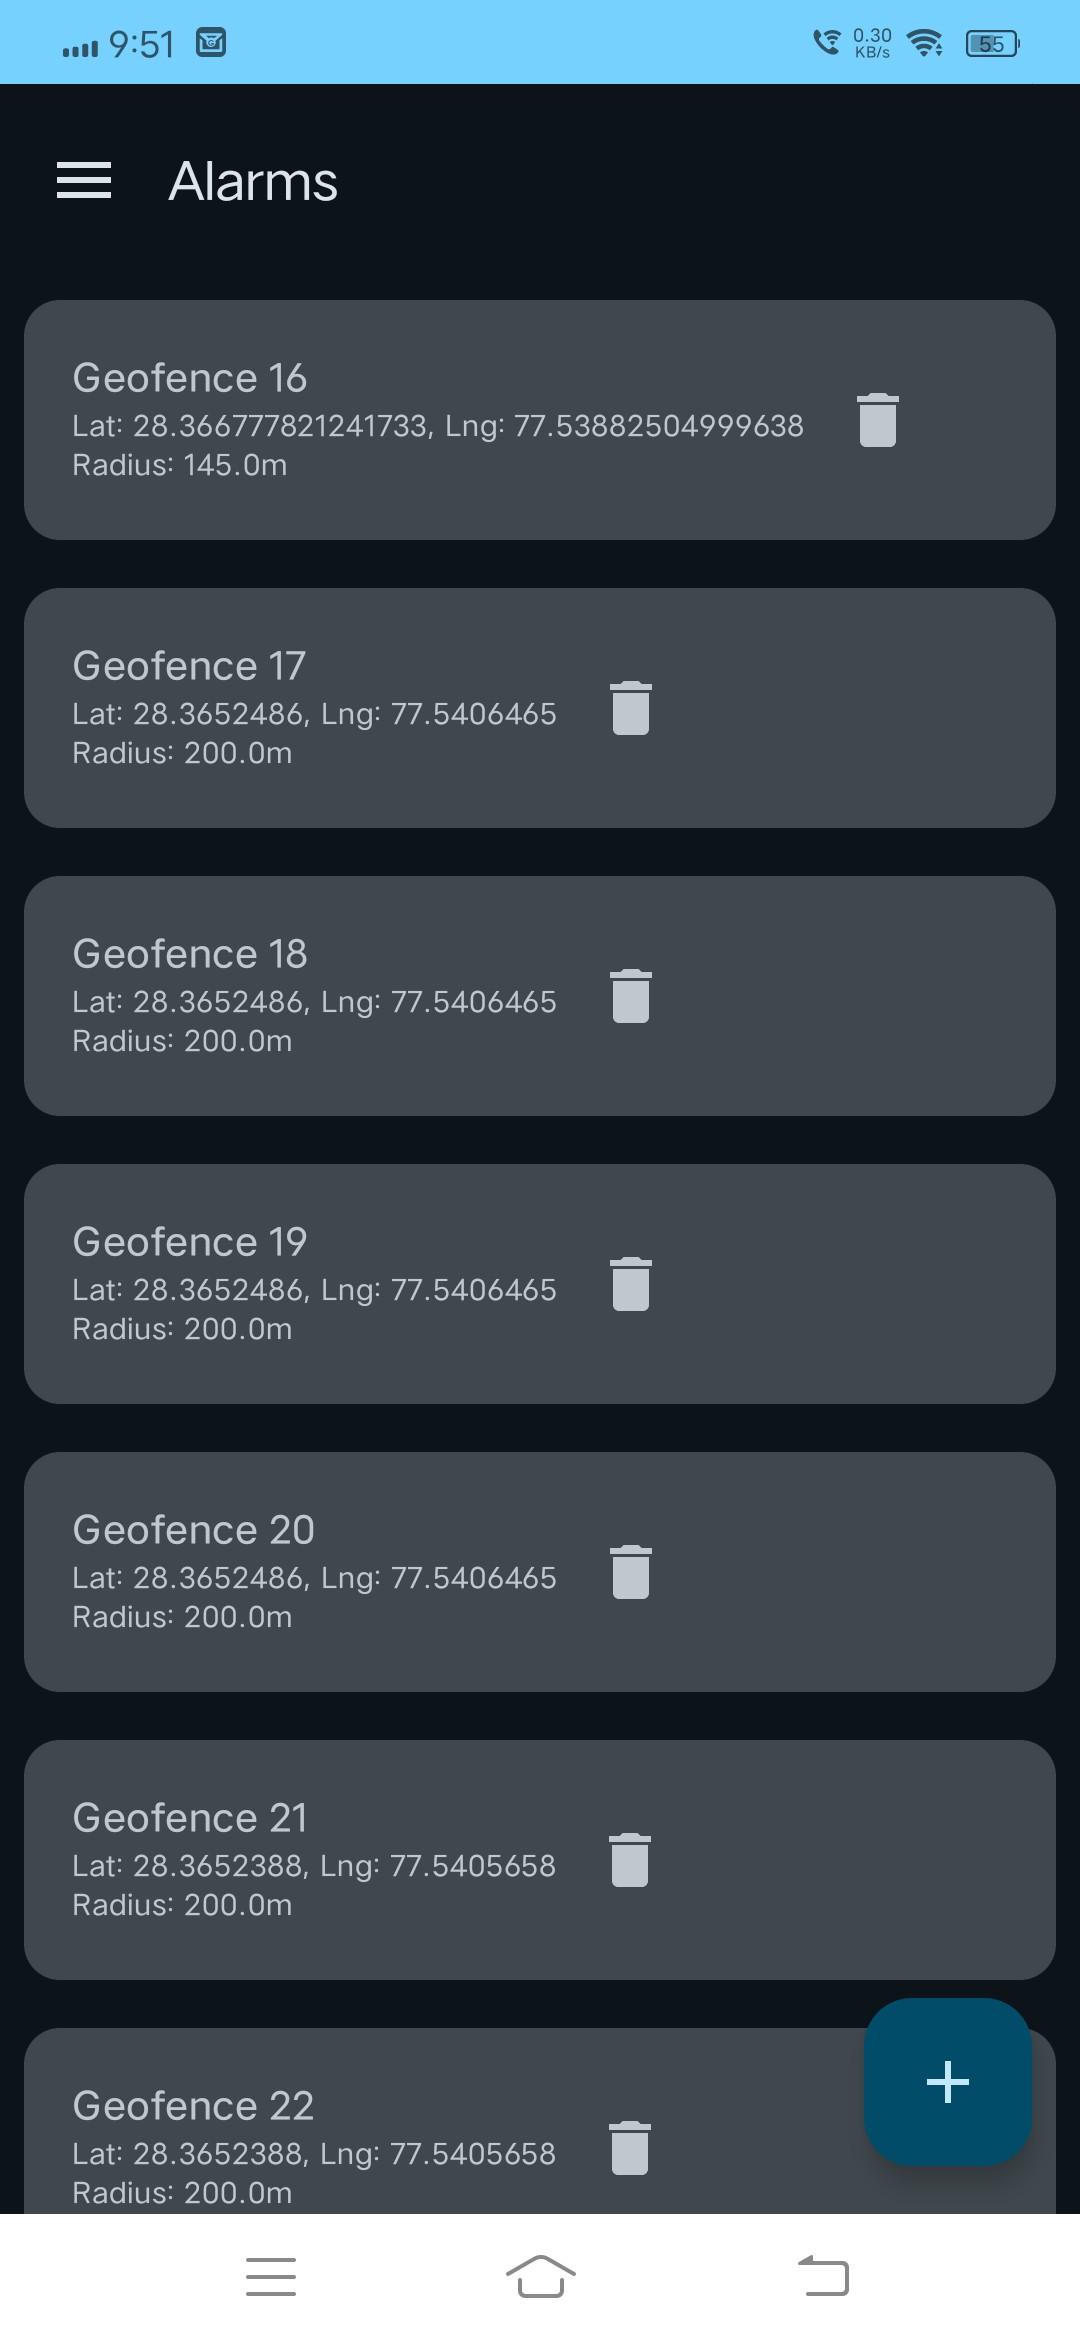 9:51
0.30
KB/s
55
Alarms
Geofence 16
Lat: 28.366777821241733, Lng: 77.53882504999638
Radius: 145.0m
Geofence 17
Lat: 28.3652486, Lng: 77.5406465
Radius: 200.0m
Geofence 18
Lat: 28.3652486, Lng: 77.5406465
Radius: 200.0m
Geofence 19
Lat: 28.3652486, Lng: 77.5406465
Radius: 200.0m
Geofence 20
Lat: 28.3652486, Lng: 77.5406465
Radius: 200.0m
Geofence 21
Lat: 28.3652388, Lng: 77.5405658
Radius: 200.0m
Geofence 22
Lat: 28.3652388, Lng: 77.5405658
Radius: 200.0m